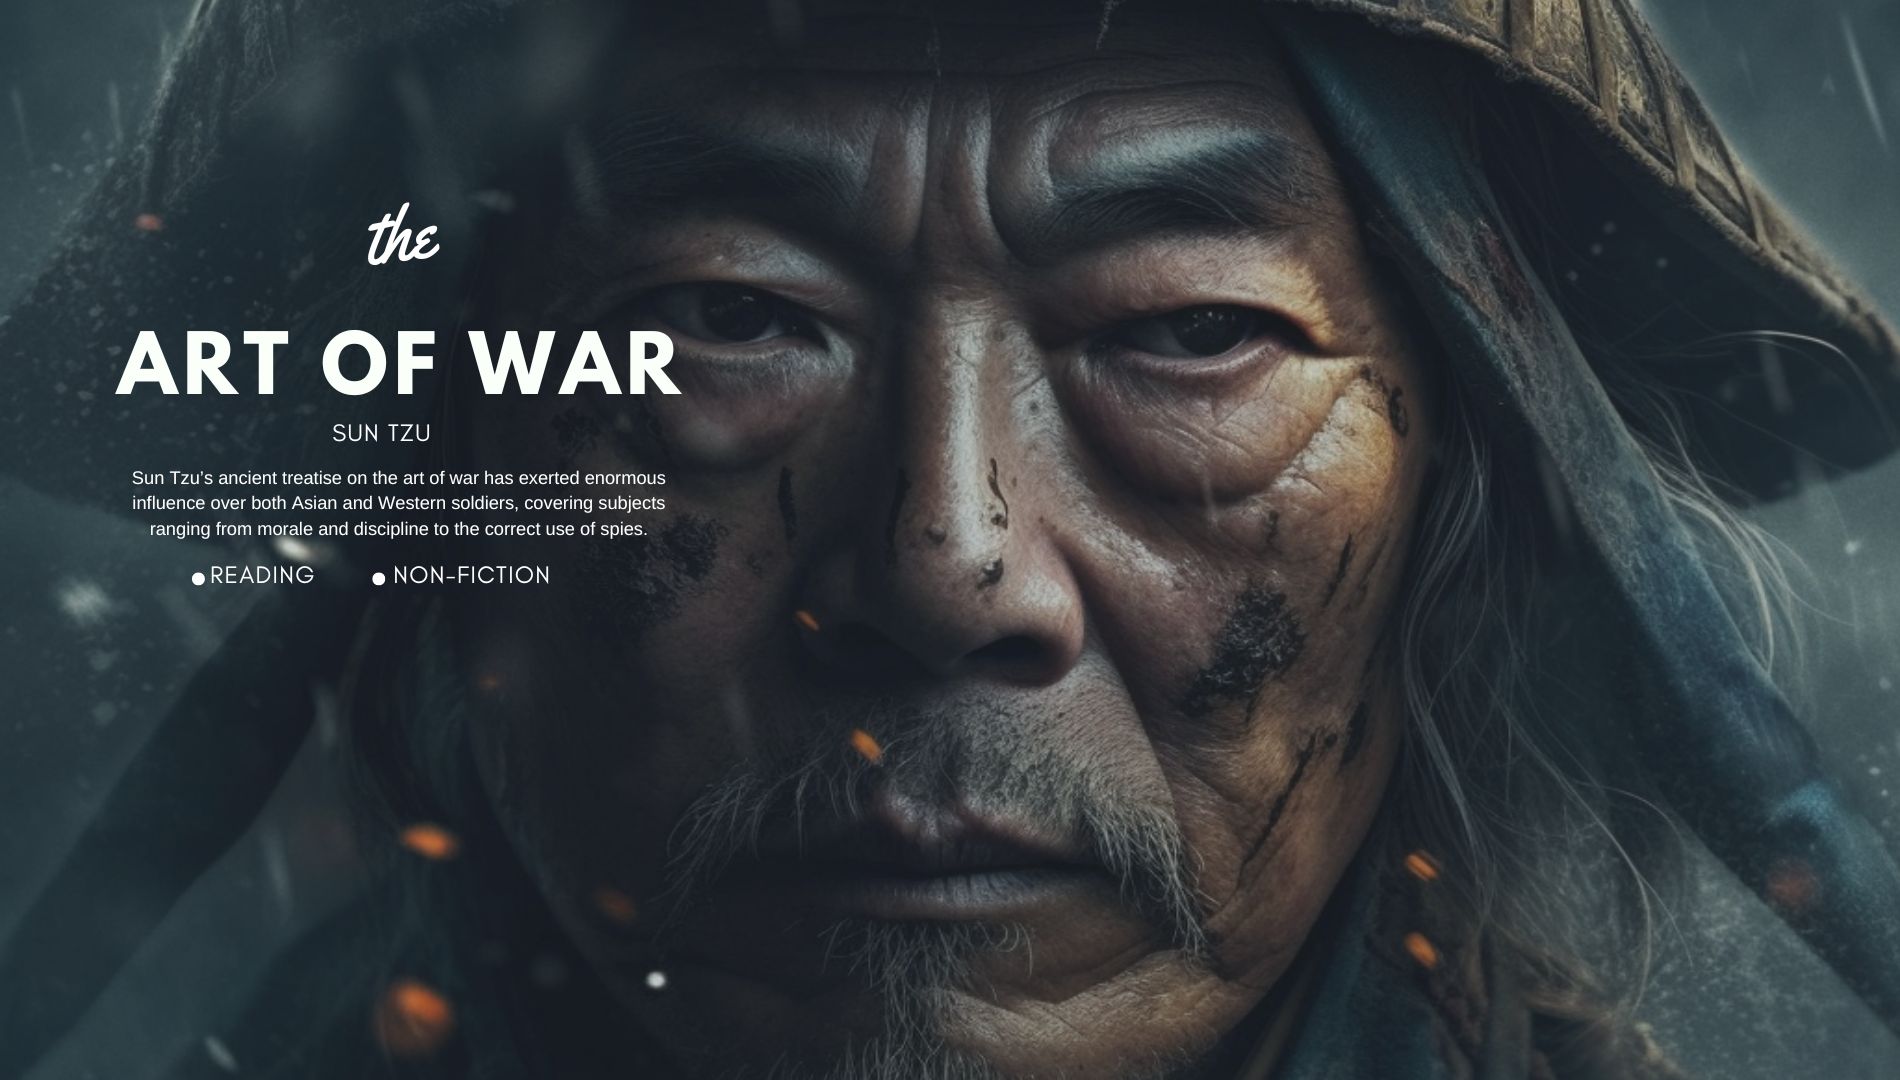 the
ART OF WAR
SUN TZU
Sun Tzu’s ancient treatise on the art of war has exerted enormous
influence over both Asian and Western soldiers, covering subjects
ranging from morale and discipline to the correct use of spies.
●READING ● NON-FICTION